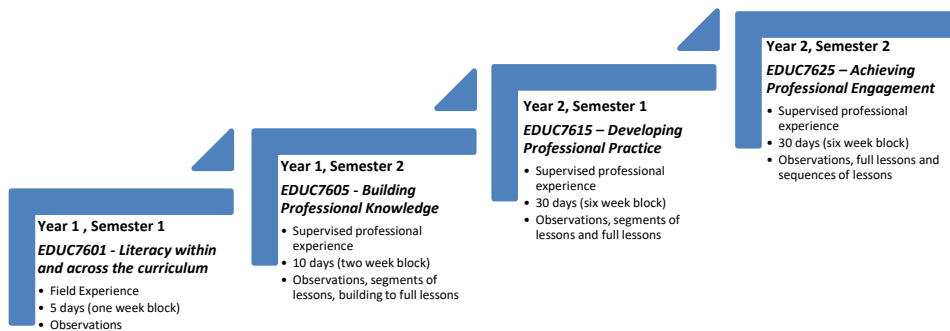 Year 1 , Semester 1
EDUC7601 - Literacy within
and across the curriculum
• Field Experience
• 5 days (one week block)
• Observations
Year 1, Semester 2
EDUC7605 - Building
Professional Knowledge
• Supervised professional
experience
• 10 days (two week block)
• Observations, segments of
lessons, building to full lessons
Year 2, Semester 1
EDUC7615 – Developing
Professional Practice
• Supervised professional
experience
• 30 days (six week block)
• Observations, segments of
lessons and full lessons
Year 2, Semester 2
EDUC7625 – Achieving
Professional Engagement
• Supervised professional
experience
• 30 days (six week block)
• Observations, full lessons and
sequences of lessons